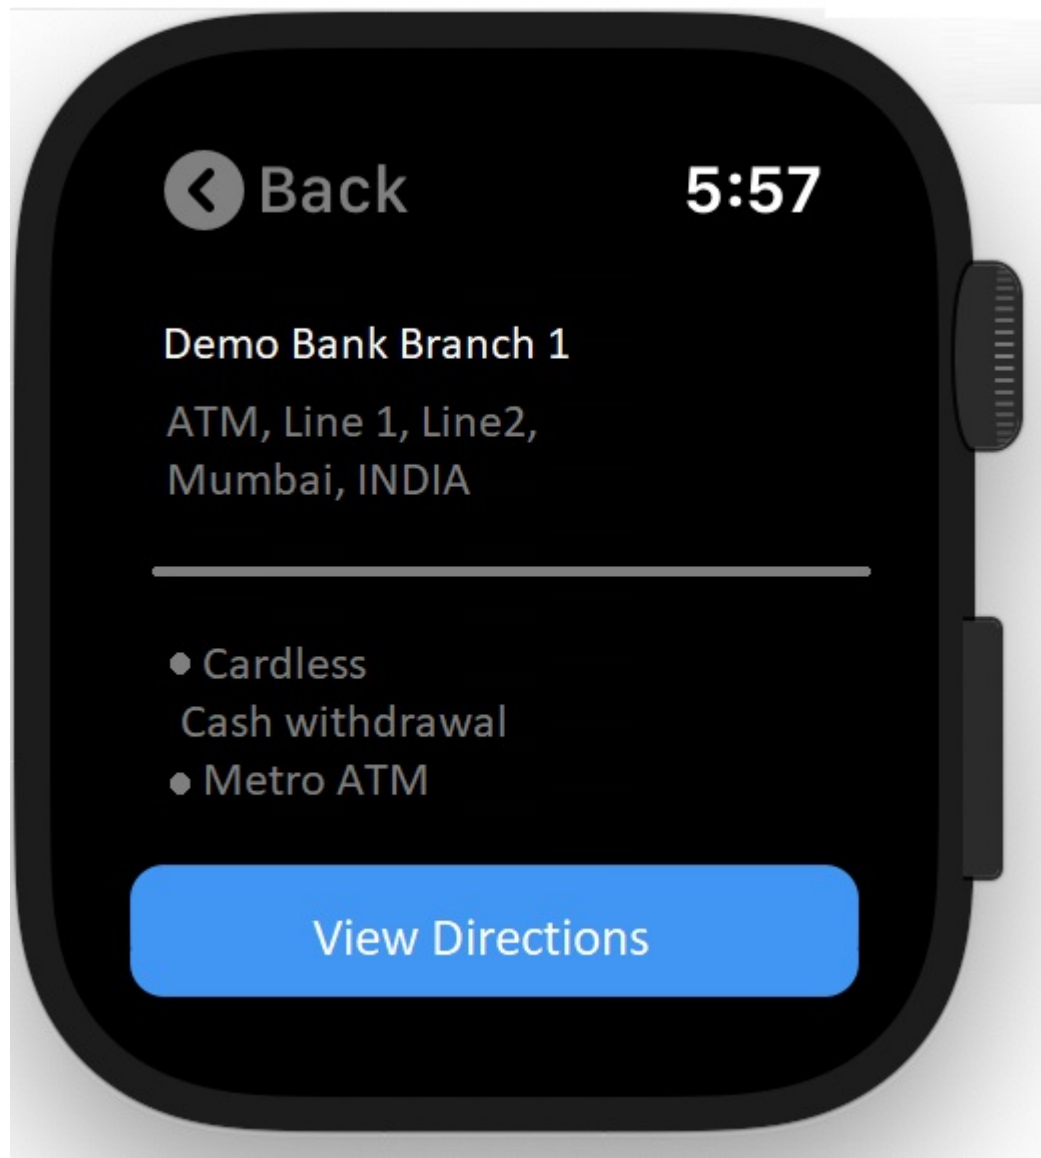 Back 5:57
Demo Bank Branch 1
ATM, Line 1, Line2,
Mumbai, INDIA
• Cardless
Cash withdrawal
• Metro ATM
View Directions